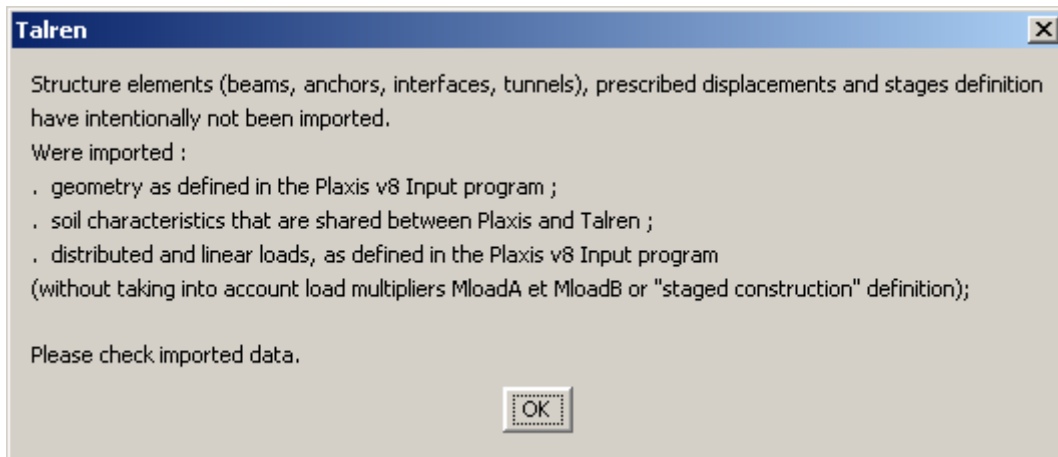 Talren
Structure elements (beams, anchors, interfaces, tunnels), prescribed displacements and stages definition
have intentionally not been imported.
Were imported :
. geometry as defined in the Plaxis v8 Input program ;
. soil characteristics that are shared between Plaxis and Talren ;
. distributed and linear loads, as defined in the Plaxis v8 Input program
(without taking into account load multipliers MloadA et MloadB or "staged construction" definition);
Please check imported data.
OK